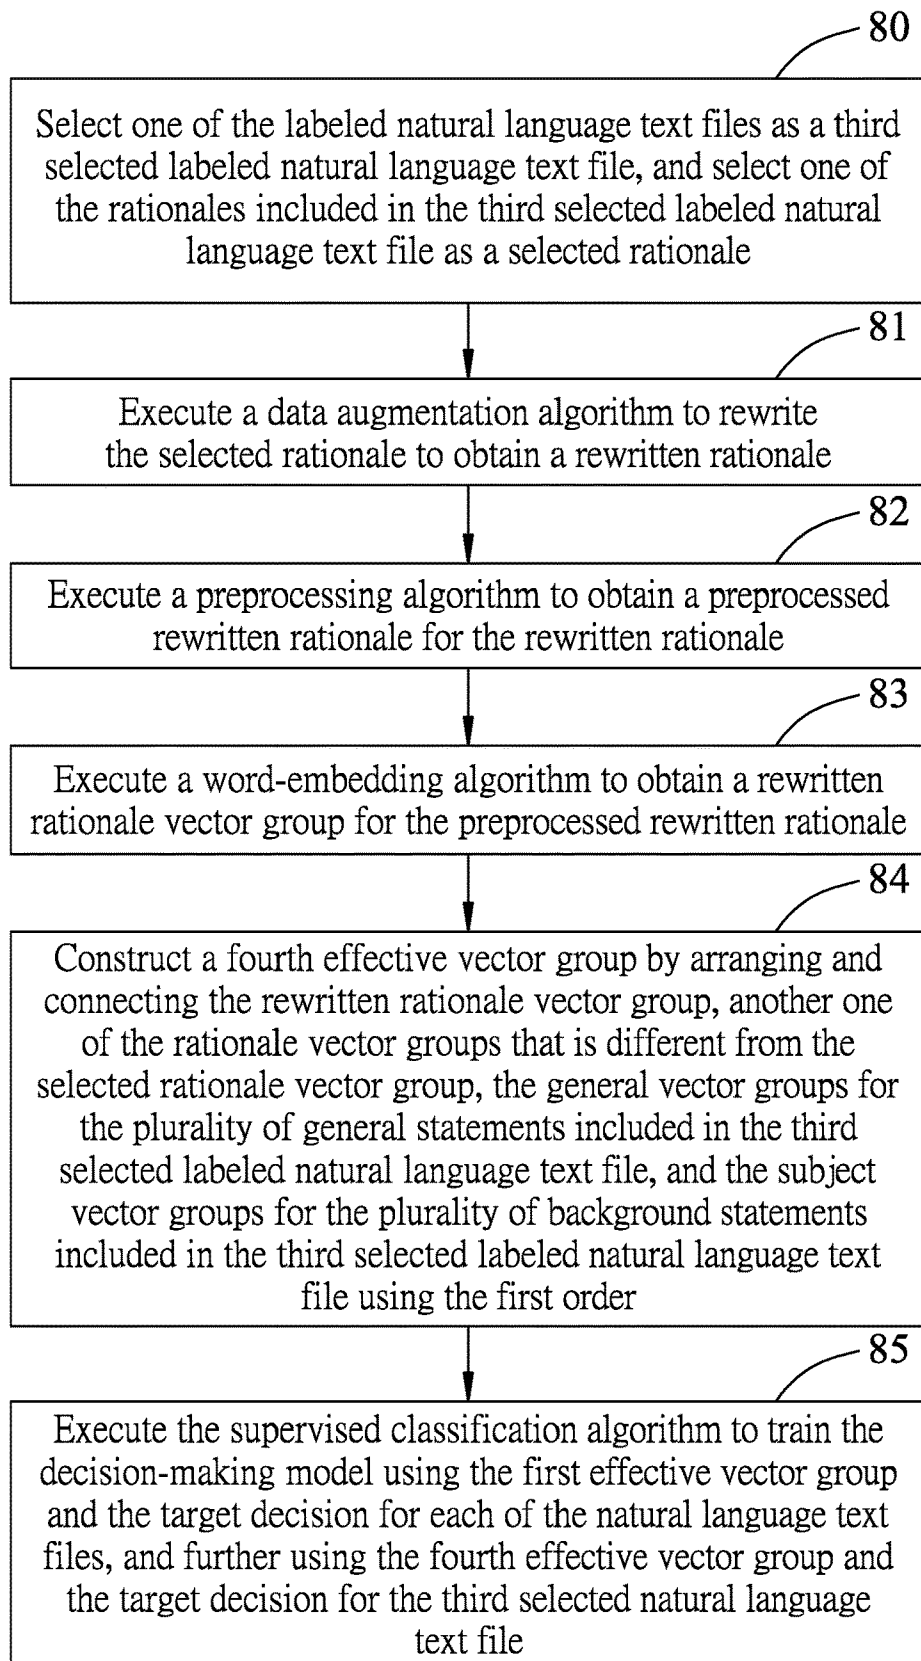 80
Select one of the labeled natural language text files as a third
selected labeled natural language text file, and select one of
the rationales included in the third selected labeled natural
language text file as a selected rationale
81
Execute a data augmentation algorithm to rewrite
the selected rationale to obtain a rewritten rationale
82
Execute a preprocessing algorithm to obtain a preprocessed
rewritten rationale for the rewritten rationale
83
Execute a word-embedding algorithm to obtain a rewritten
rationale vector group for the preprocessed rewritten rationale
84
Construct a fourth effective vector group by arranging and
connecting the rewritten rationale vector group, another one
of the rationale vector groups that is different from the
selected rationale vector group, the general vector groups for
the plurality of general statements included in the third
selected labeled natural language text file, and the subject
vector groups for the plurality of background statements
included in the third selected labeled natural language text
file using the first order
85
Execute the supervised classification algorithm to train the
decision-making model using the first effective vector group
and the target decision for each of the natural language text
files, and further using the fourth effective vector group and
the target decision for the third selected natural language
text file